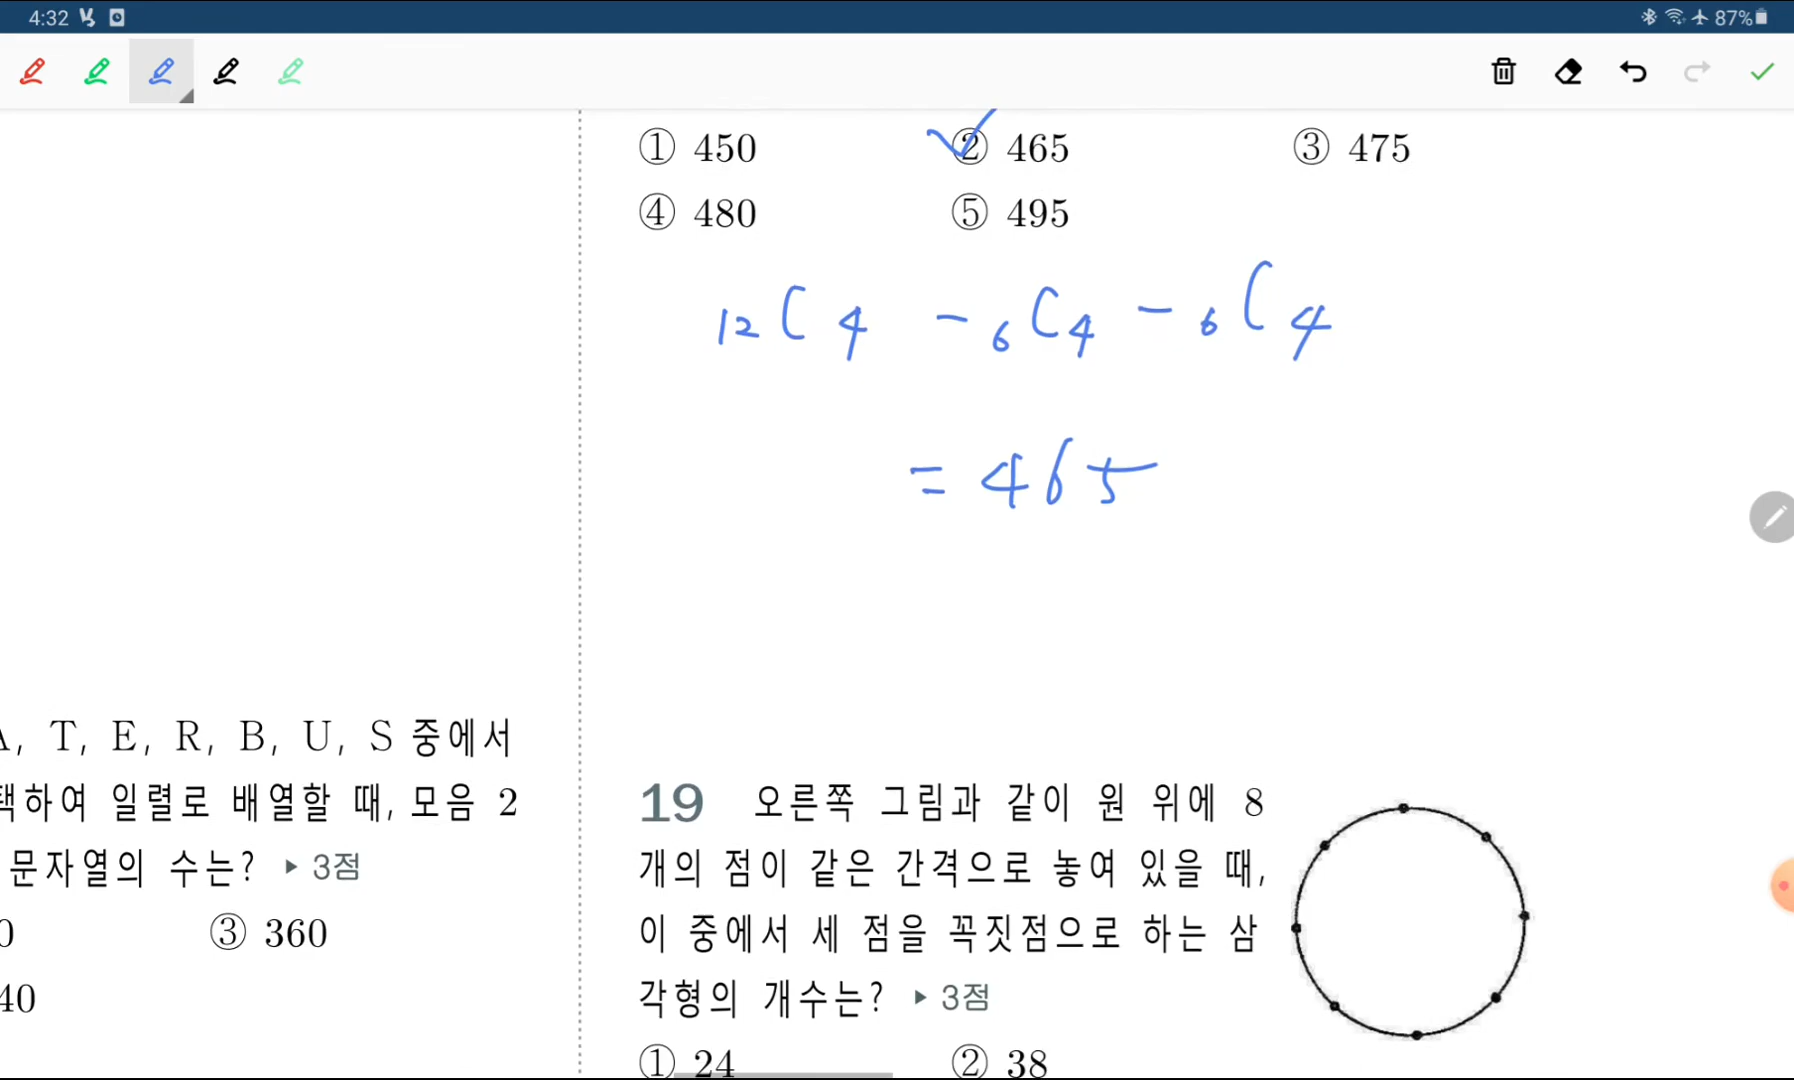 4:32
87%
① 450 ② 465 ③ 475
④ 480 ⑤ 495
₁₂C₄ - ₆C₄ - ₆C₄
= 465
T, E, R, B, U, S 중에서
택하여 일렬로 배열할 때, 모음 2
문자열의 수는? ▸ 3점
0 ③ 360
40
19 오른쪽 그림과 같이 원 위에 8
개의 점이 같은 간격으로 놓여 있을 때,
이 중에서 세 점을 꼭짓점으로 하는 삼
각형의 개수는? ▸ 3점
① 24 ② 38